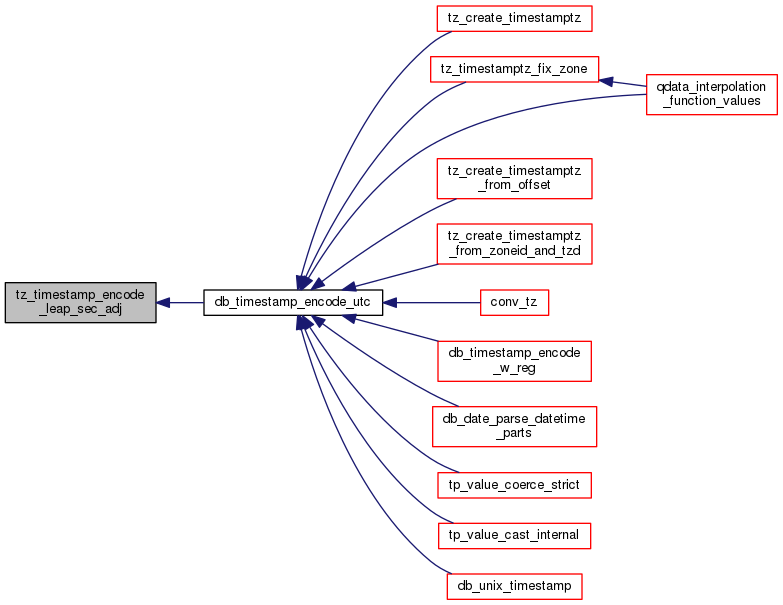 tz_create_timestamptz
tz_timestamptz_fix_zone
qdata_interpolation
_function_values
tz_create_timestamptz
_from_offset
tz_create_timestamptz
_from_zoneid_and_tzd
tz_timestamp_encode
_leap_sec_adj
db_timestamp_encode_utc
conv_tz
db_timestamp_encode
_w_reg
db_date_parse_datetime
_parts
tp_value_coerce_strict
tp_value_cast_internal
db_unix_timestamp